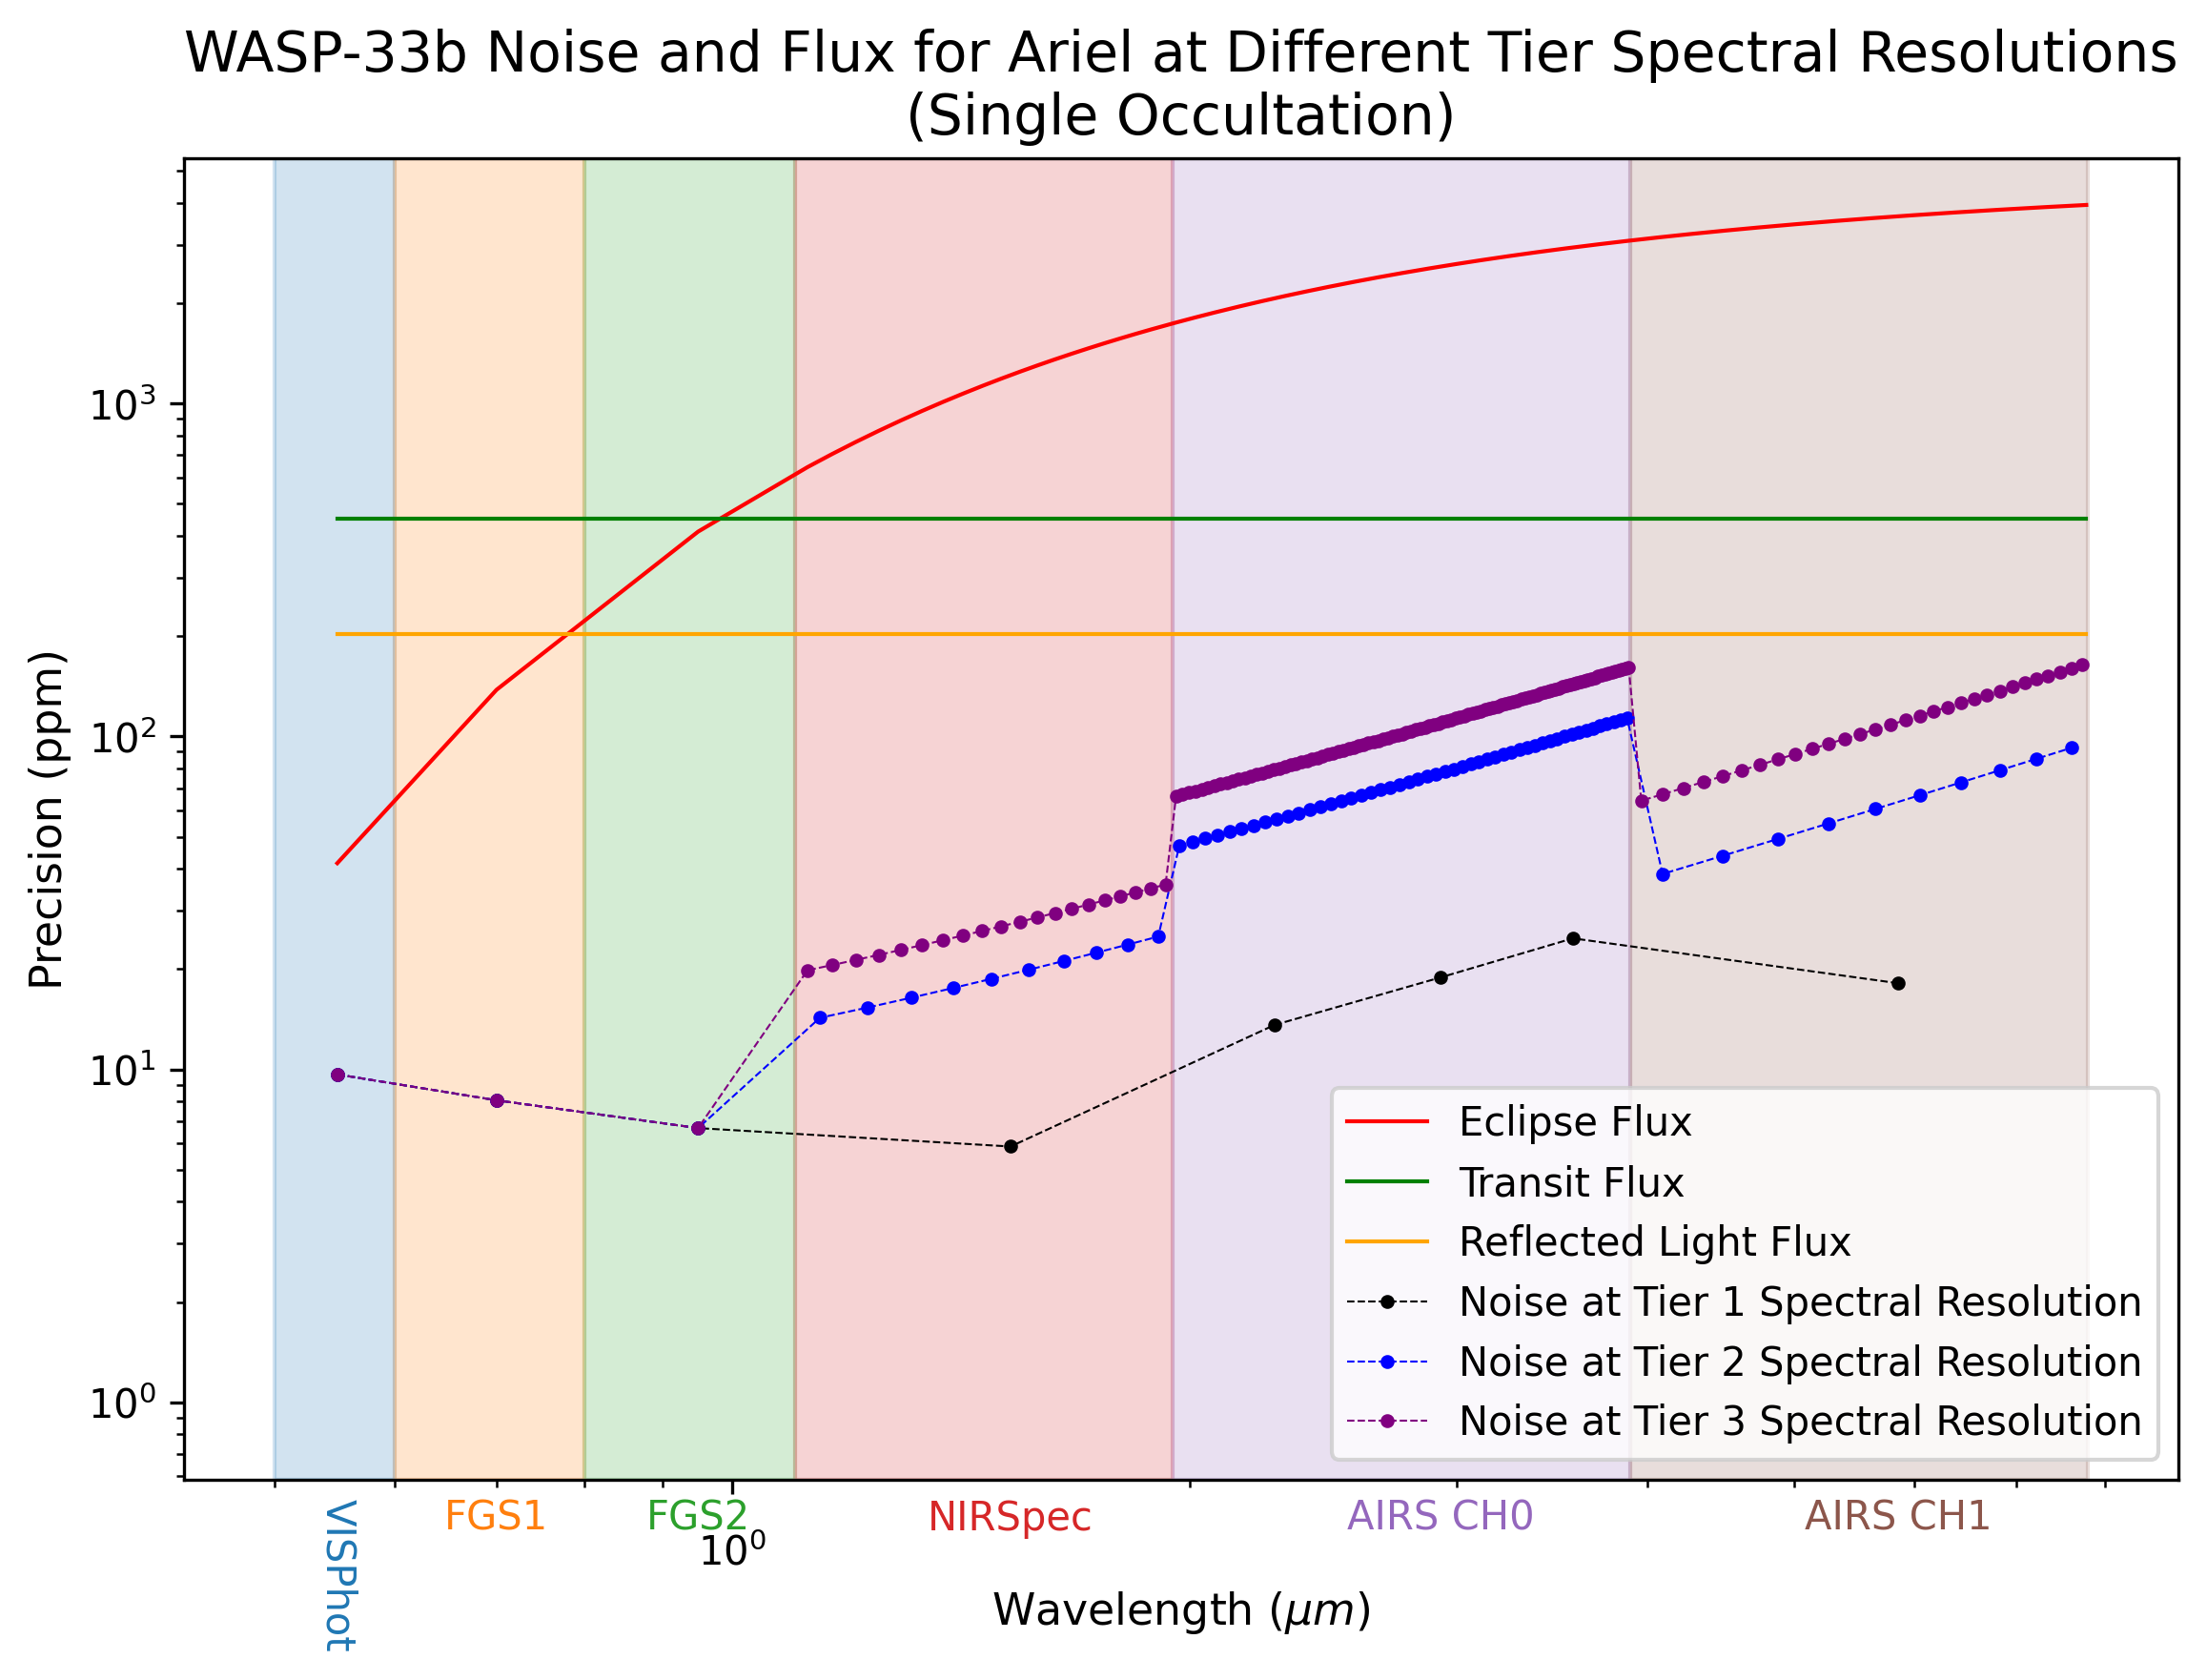 WASP-33b Noise and Flux for Ariel at Different Tier Spectral Resolutions
(Single Occultation)
Precision (ppm)
10³
10²
10¹
10⁰
Eclipse Flux
Transit Flux
Reflected Light Flux
Noise at Tier 1 Spectral Resolution
Noise at Tier 2 Spectral Resolution
Noise at Tier 3 Spectral Resolution
VISPhot
FGS1
FGS2
NIRSpec
AIRS CH0
AIRS CH1
10⁰
Wavelength (μm)